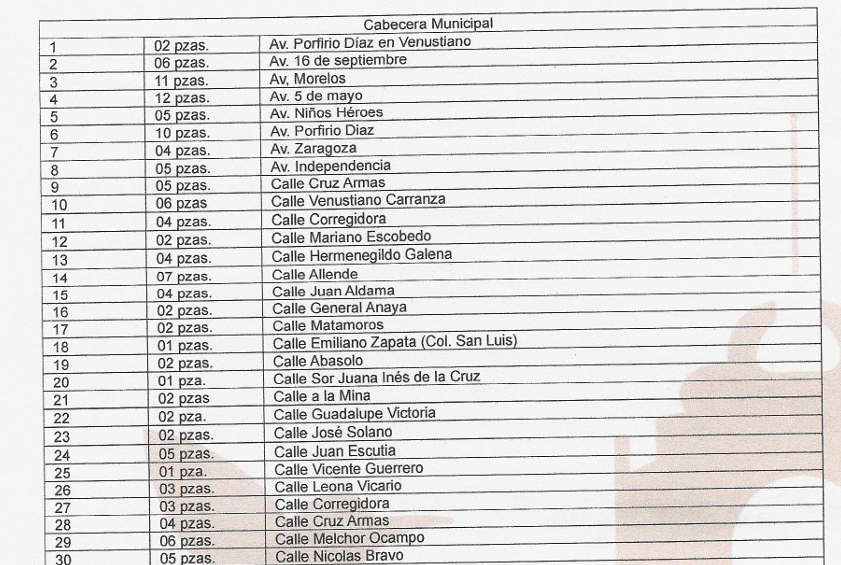 Cabecera Municipal
1 02 pzas. Av. Porfirio Díaz en Venustiano
2 06 pzas. Av. 16 de septiembre
3 11 pzas. Av, Morelos
4 12 pzas. Av. 5 de mayo
5 05 pzas. Av. Niños Héroes
6 10 pzas. Av. Porfirio Diaz
7 04 pzas. Av. Zaragoza
8 05 pzas. Av. Independencia
9 05 pzas. Calle Cruz Armas
10 06 pzas Calle Venustiano Carranza
11 04 pzas. Calle Corregidora
12 02 pzas. Calle Mariano Escobedo
13 04 pzas. Calle Hermenegildo Galena
14 07 pzas. Calle Allende
15 04 pzas. Calle Juan Aldama
16 02 pzas. Calle General Anaya
17 02 pzas. Calle Matamoros
18 01 pzas. Calle Emiliano Zapata (Col. San Luis)
19 02 pzas. Calle Abasolo
20 01 pza. Calle Sor Juana Inés de la Cruz
21 02 pzas Calle a la Mina
22 02 pza. Calle Guadalupe Victoria
23 02 pzas. Calle José Solano
24 05 pzas. Calle Juan Escutia
25 01 pza. Calle Vicente Guerrero
26 03 pzas. Calle Leona Vicario
27 03 pzas. Calle Corregidora
28 04 pzas. Calle Cruz Armas
29 06 pzas. Calle Melchor Ocampo
30 05 pzas. Calle Nicolas Bravo